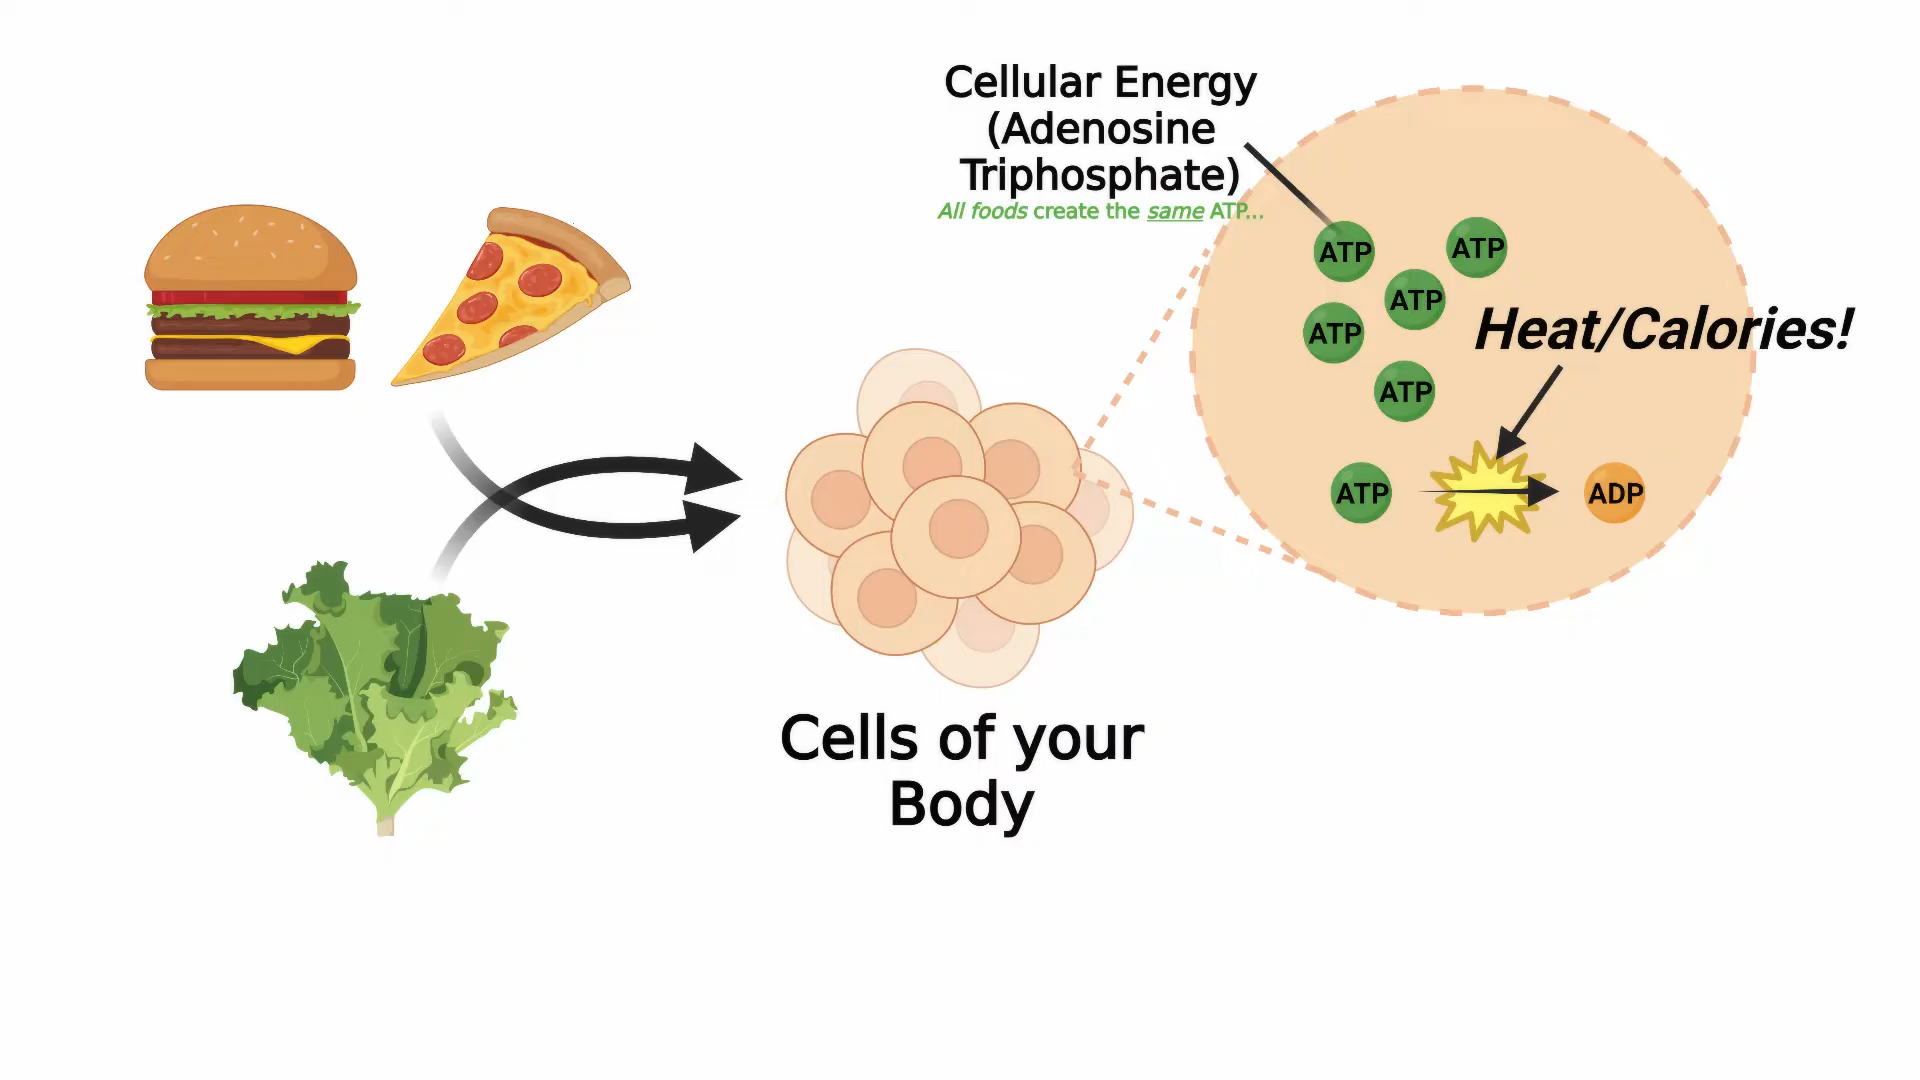 Cellular Energy
(Adenosine
Triphosphate)
All foods create the same ATP...
ATP
ATP
ATP
ATP
Heat/Calories!
ATP
ATP
ADP
Cells of your
Body